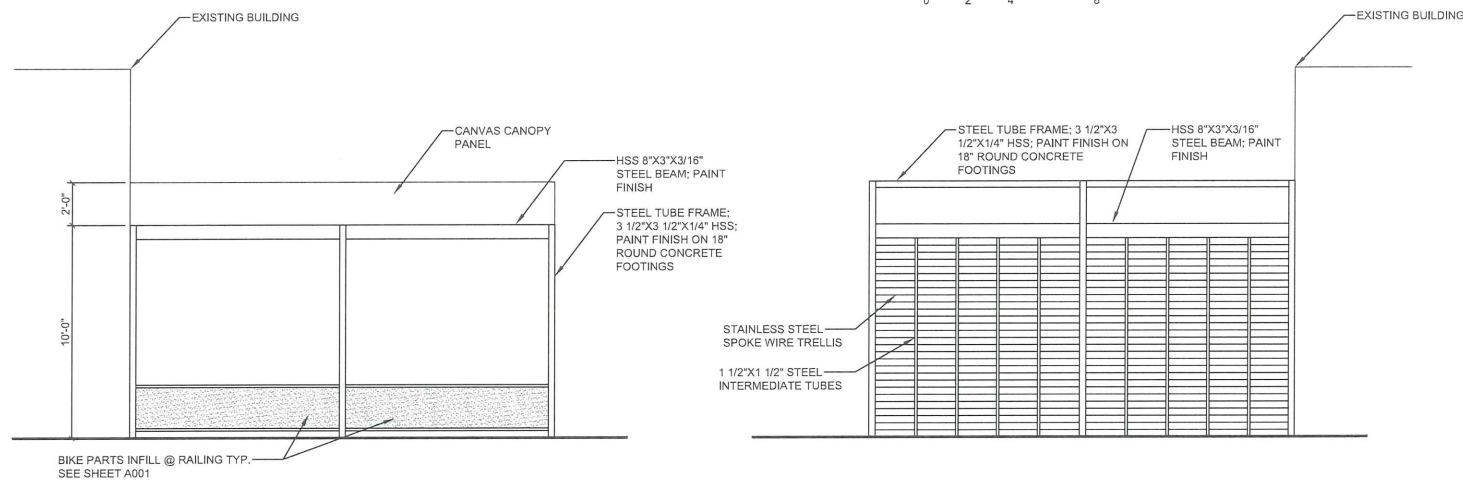 0 2 4 8
EXISTING BUILDING
CANVAS CANOPY
PANEL
HSS 8"X3"X3/16"
STEEL BEAM; PAINT
FINISH
STEEL TUBE FRAME;
3 1/2"X3 1/2"X1/4" HSS;
PAINT FINISH ON 18"
ROUND CONCRETE
FOOTINGS
2'-0"
10'-0"
BIKE PARTS INFILL @ RAILING TYP.
SEE SHEET A001
EXISTING BUILDING
STEEL TUBE FRAME; 3 1/2"X3
1/2"X1/4" HSS; PAINT FINISH ON
18" ROUND CONCRETE
FOOTINGS
HSS 8"X3"X3/16"
STEEL BEAM; PAINT
FINISH
STAINLESS STEEL
SPOKE WIRE TRELLIS
1 1/2"X1 1/2" STEEL
INTERMEDIATE TUBES